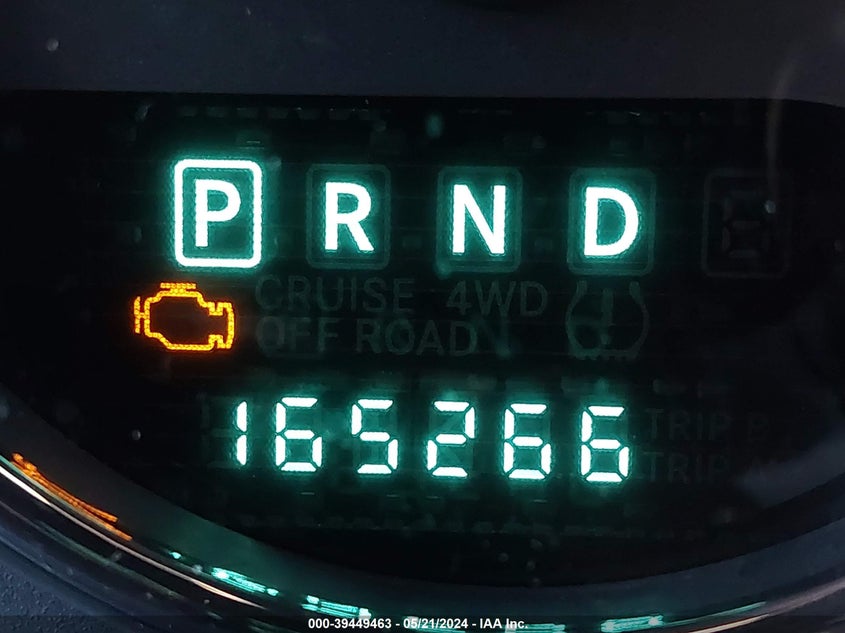 P R N D
CRUISE 4WD
OFF ROAD
165266
TRIP B
TRIP A
000-39449463 - 05/21/2024 - IAA Inc.